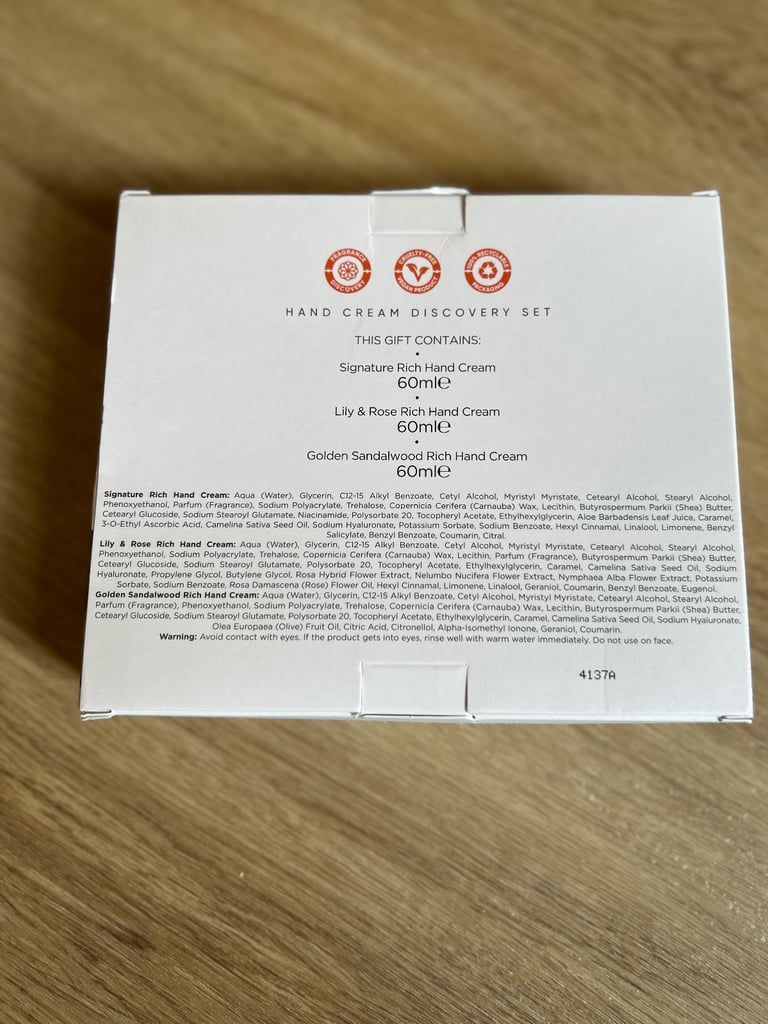 FRAGRANCE DISCOVERY
CRUELTY-FREE VEGAN PRODUCT
100% RECYCLABLE PACKAGING
HAND CREAM DISCOVERY SET
THIS GIFT CONTAINS:
•
Signature Rich Hand Cream
60ml℮
•
Lily & Rose Rich Hand Cream
60ml℮
•
Golden Sandalwood Rich Hand Cream
60ml℮
Signature Rich Hand Cream: Aqua (Water), Glycerin, C12-15 Alkyl Benzoate, Cetyl Alcohol, Myristyl Myristate, Cetearyl Alcohol, Stearyl Alcohol,
Phenoxyethanol, Parfum (Fragrance), Sodium Polyacrylate, Trehalose, Copernicia Cerifera (Carnauba) Wax, Lecithin, Butyrospermum Parkii (Shea) Butter,
Cetearyl Glucoside, Sodium Stearoyl Glutamate, Niacinamide, Polysorbate 20, Tocopheryl Acetate, Ethylhexylglycerin, Aloe Barbadensis Leaf Juice, Caramel,
3-O-Ethyl Ascorbic Acid, Camelina Sativa Seed Oil, Sodium Hyaluronate, Potassium Sorbate, Sodium Benzoate, Hexyl Cinnamal, Linalool, Limonene, Benzyl
Salicylate, Benzyl Benzoate, Coumarin, Citral.
Lily & Rose Rich Hand Cream: Aqua (Water), Glycerin, C12-15 Alkyl Benzoate, Cetyl Alcohol, Myristyl Myristate, Cetearyl Alcohol, Stearyl Alcohol,
Phenoxyethanol, Sodium Polyacrylate, Trehalose, Copernicia Cerifera (Carnauba) Wax, Lecithin, Parfum (Fragrance), Butyrospermum Parkii (Shea) Butter,
Cetearyl Glucoside, Sodium Stearoyl Glutamate, Polysorbate 20, Tocopheryl Acetate, Ethylhexylglycerin, Caramel, Camelina Sativa Seed Oil, Sodium
Hyaluronate, Propylene Glycol, Butylene Glycol, Rosa Hybrid Flower Extract, Nelumbo Nucifera Flower Extract, Nymphaea Alba Flower Extract, Potassium
Sorbate, Sodium Benzoate, Rosa Damascena (Rose) Flower Oil, Hexyl Cinnamal, Limonene, Linalool, Geraniol, Coumarin, Benzyl Benzoate, Eugenol.
Golden Sandalwood Rich Hand Cream: Aqua (Water), Glycerin, C12-15 Alkyl Benzoate, Cetyl Alcohol, Myristyl Myristate, Cetearyl Alcohol, Stearyl Alcohol,
Parfum (Fragrance), Phenoxyethanol, Sodium Polyacrylate, Trehalose, Copernicia Cerifera (Carnauba) Wax, Lecithin, Butyrospermum Parkii (Shea) Butter,
Cetearyl Glucoside, Sodium Stearoyl Glutamate, Polysorbate 20, Tocopheryl Acetate, Ethylhexylglycerin, Caramel, Camelina Sativa Seed Oil, Sodium Hyaluronate,
Olea Europaea (Olive) Fruit Oil, Citric Acid, Citronellol, Alpha-Isomethyl Ionone, Geraniol, Coumarin.
Warning: Avoid contact with eyes. If the product gets into eyes, rinse well with warm water immediately. Do not use on face.
4137A